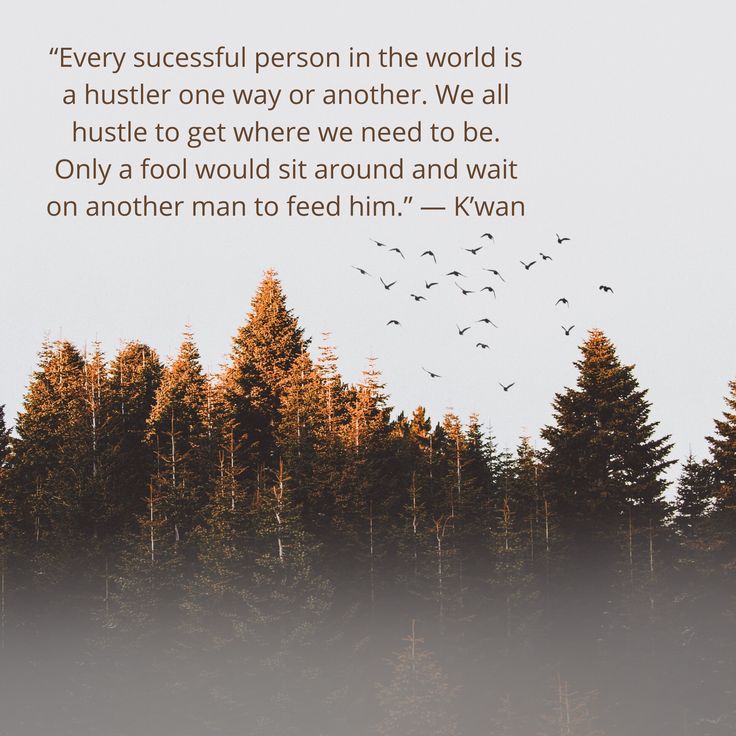 “Every sucessful person in the world is
a hustler one way or another. We all
hustle to get where we need to be.
Only a fool would sit around and wait
on another man to feed him.” — K’wan